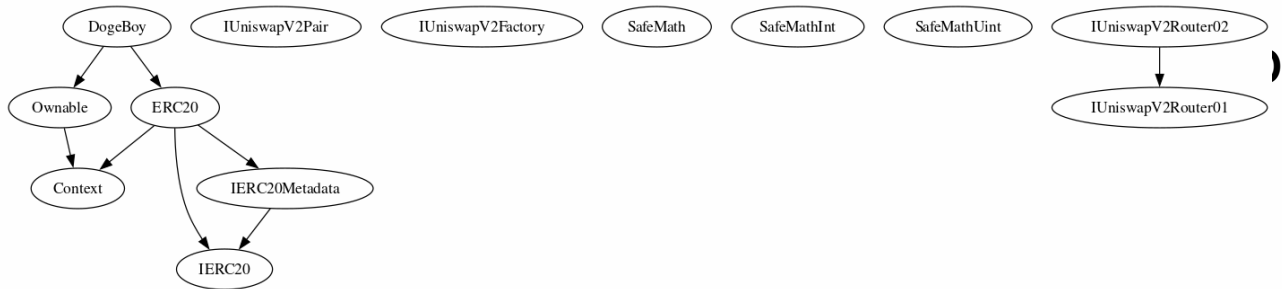 DogeBoy IUniswapV2Pair IUniswapV2Factory SafeMath SafeMathInt SafeMathUint IUniswapV2Router02
Ownable ERC20 IUniswapV2Router01
Context IERC20Metadata
IERC20